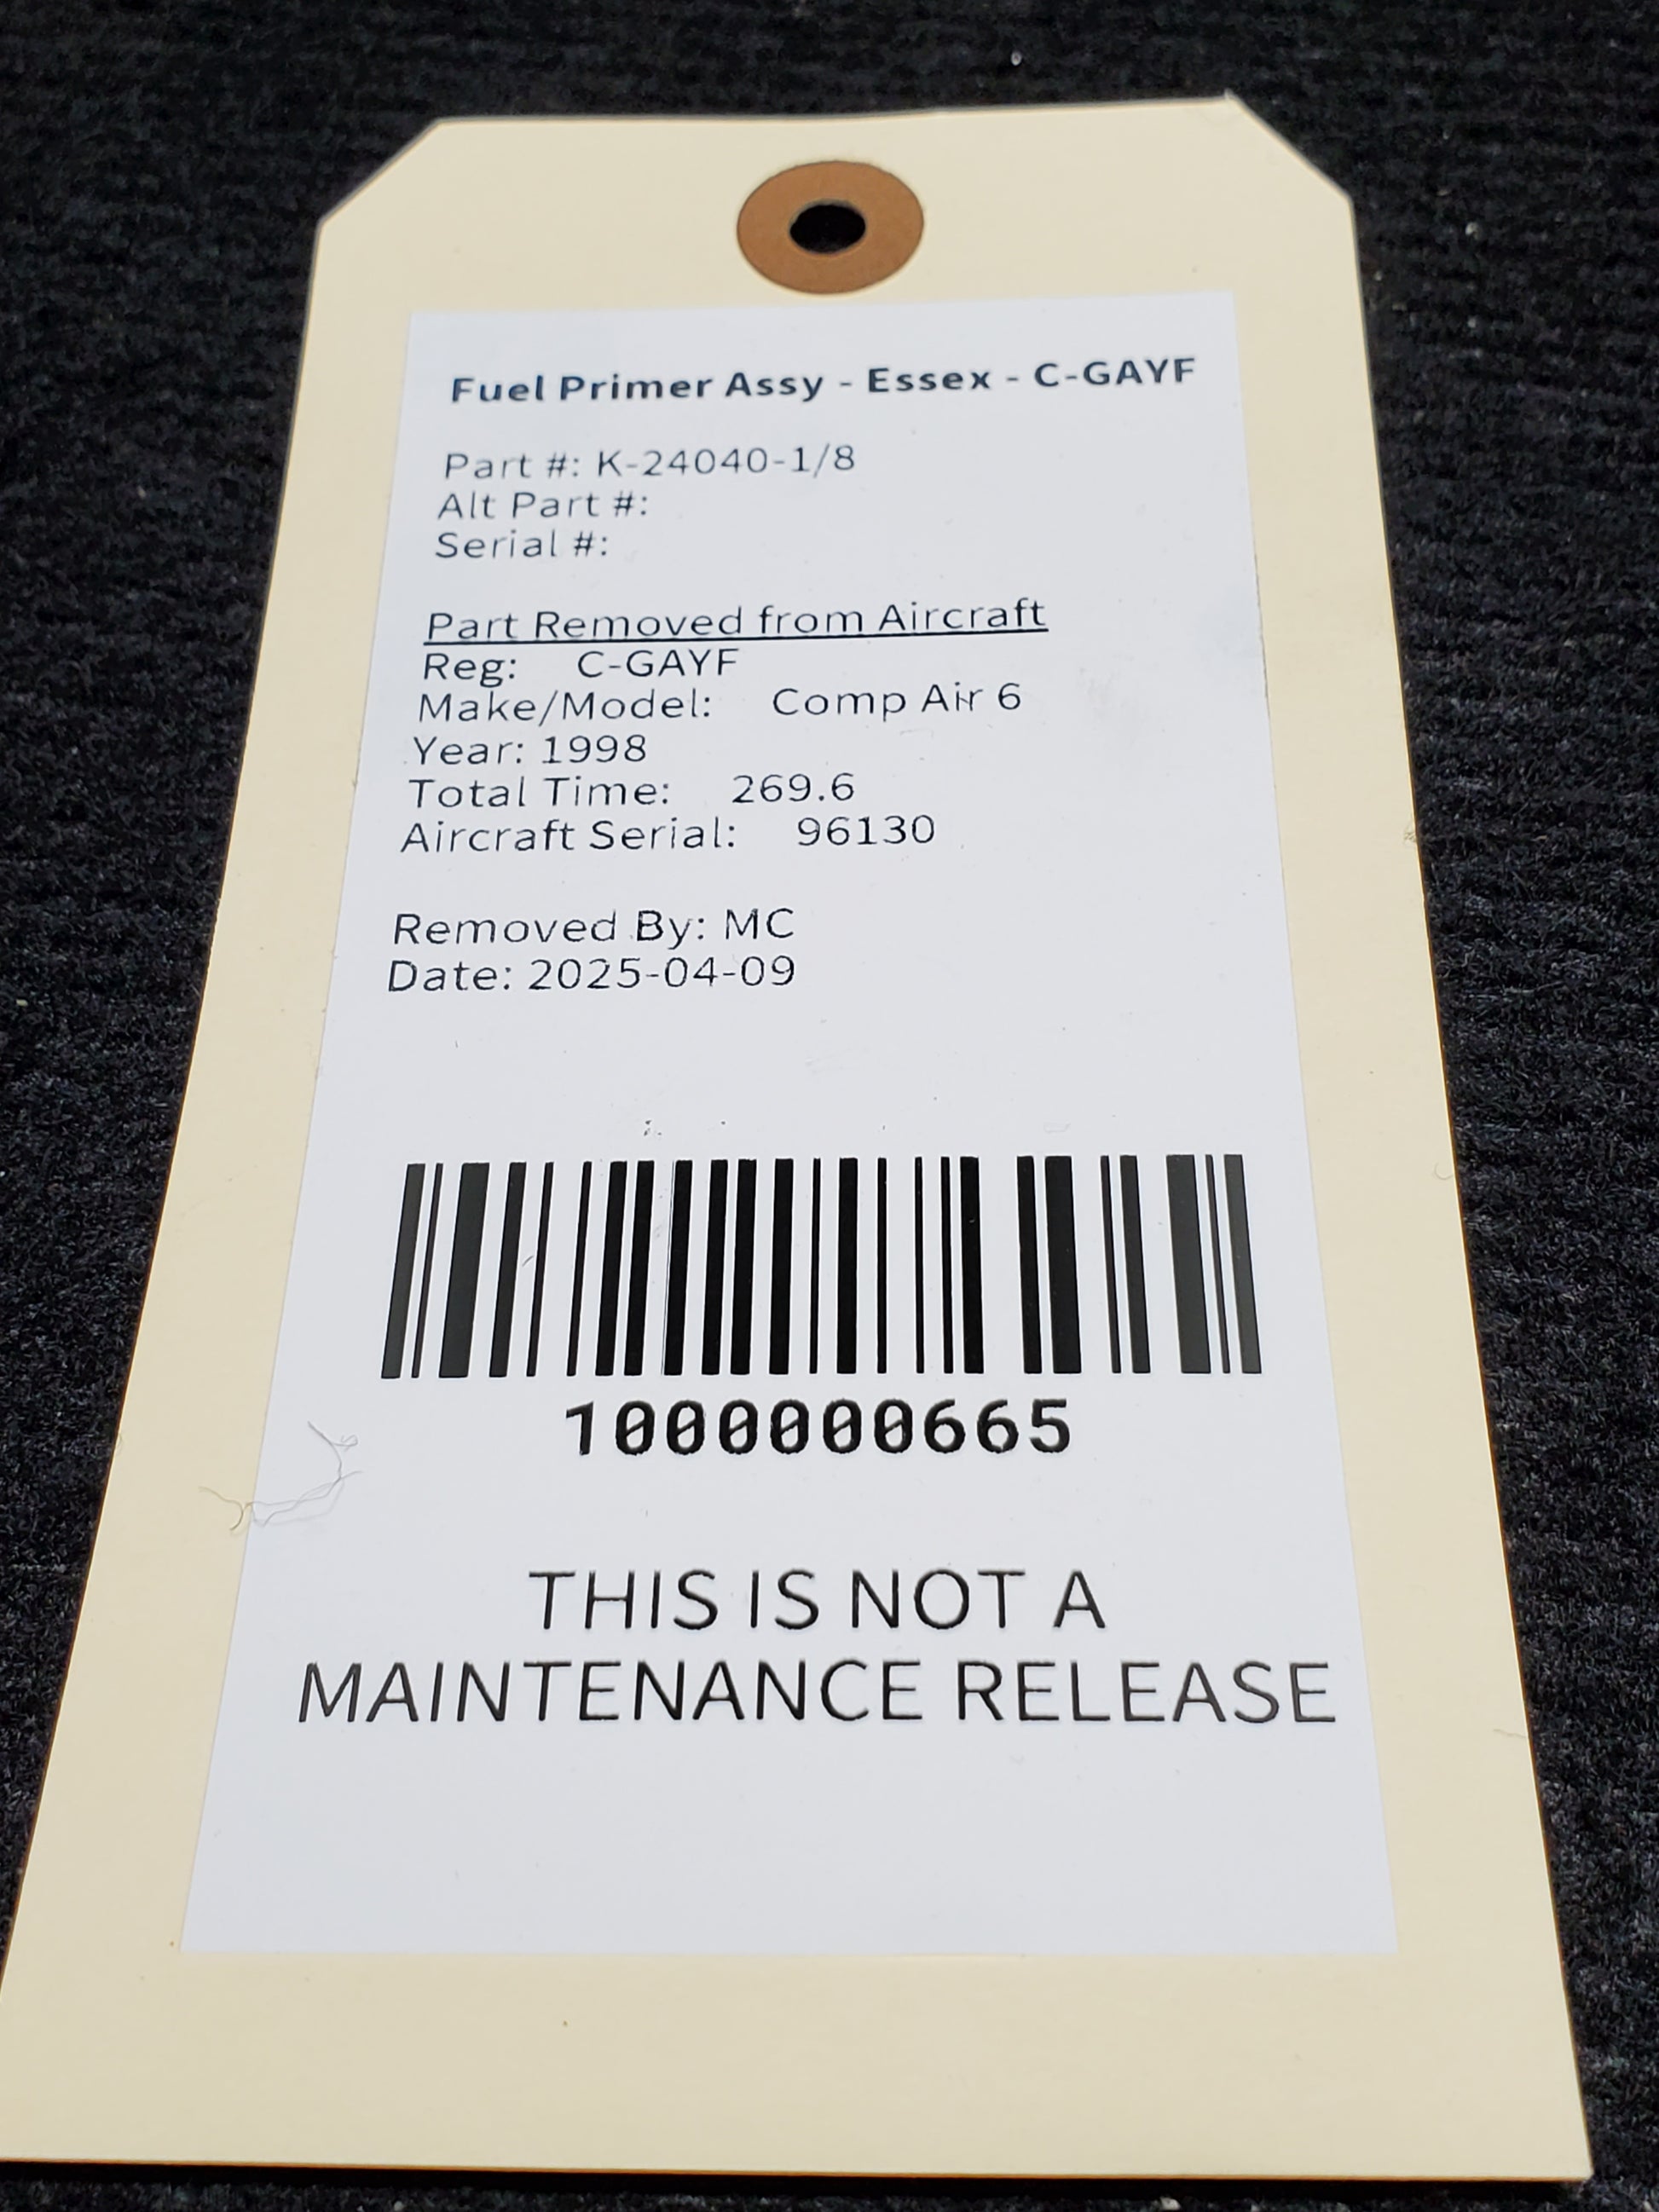 Fuel Primer Assy - Essex - C-GAYF
Part #: K-24040-1/8
Alt Part #:
Serial #:
Part Removed from Aircraft
Reg: C-GAYF
Make/Model: Comp Air 6
Year: 1998
Total Time: 269.6
Aircraft Serial: 96130
Removed By: MC
Date: 2025-04-09
1000000665
THIS IS NOT A
MAINTENANCE RELEASE